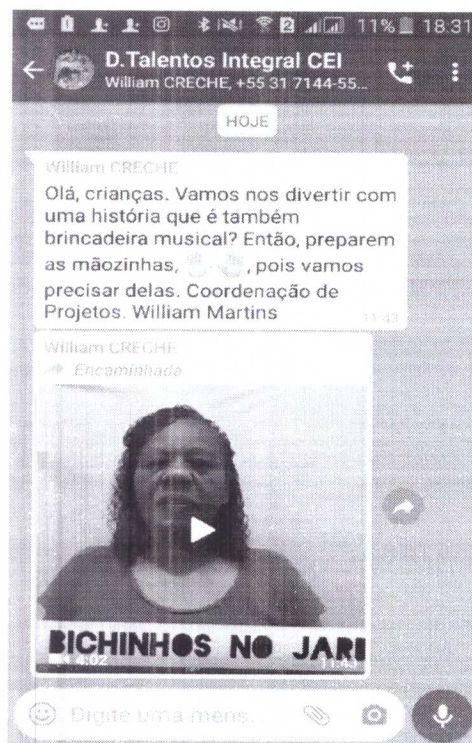 2 11% 18:31
D.Talentos Integral CEI
William CRECHE, +55 31 7144-55...
HOJE
William CRECHE
Olá, crianças. Vamos nos divertir com
uma história que é também
brincadeira musical? Então, preparem
as mãozinhas, , pois vamos
precisar delas. Coordenação de
Projetos. William Martins
11:43
William CRECHE
Encaminhada
BICHINHOS NO JARI
4:02
11:43
Digite uma mens...